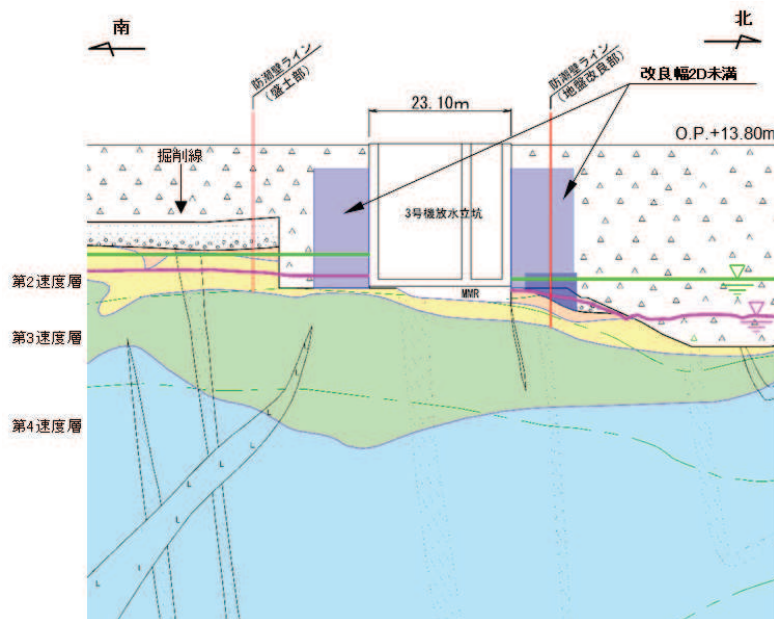 南
北
防潮壁ライン
（盛土部）
防潮壁ライン
（地盤改良部）
改良幅2D未満
23.10m
O.P.+13.80m
掘削線
3号機放水立坑
第2速度層
MMR
第3速度層
第4速度層
L
L
L
L
L
L